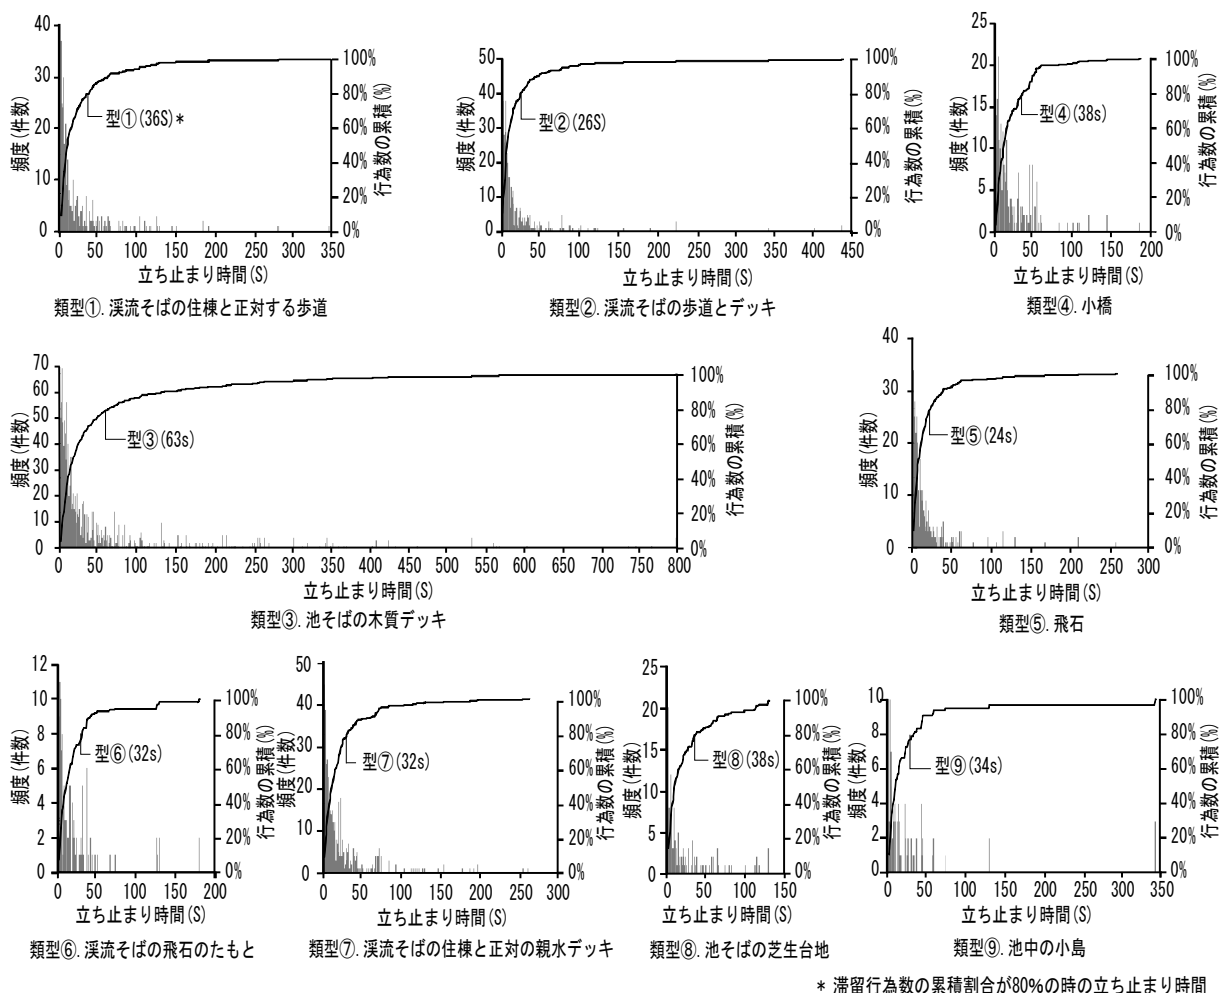 40
30
20
10
0
頻度(件数)
100%
80%
60%
40%
20%
0%
行為数の累積(%)
型①(36S)*
0 50 100 150 200 250 300 350
立ち止まり時間(S)
類型①.渓流そばの住棟と正対する歩道
50
40
30
20
10
0
頻度(件数)
100%
80%
60%
40%
20%
0%
行為数の累積(%)
型②(26S)
0 50 100 150 200 250 300 350 400 450
立ち止まり時間(S)
類型②.渓流そばの歩道とデッキ
25
20
15
10
5
0
頻度(件数)
100%
80%
60%
40%
20%
0%
行為数の累積(%)
型④(38s)
0 50 100 150 200
立ち止まり時間(S)
類型④.小橋
70
60
50
40
30
20
10
0
頻度(件数)
100%
80%
60%
40%
20%
0%
行為数の累積(%)
型③(63s)
0 50 100 150 200 250 300 350 400 450 500 550 600 650 700 800
立ち止まり時間(S)
類型③.池そばの木質デッキ
40
30
20
10
0
頻度(件数)
100%
80%
60%
40%
20%
0%
行為数の累積(%)
型⑤(24s)
0 50 100 150 200 250 300
立ち止まり時間(S)
類型⑤.飛石
12
10
8
6
4
2
0
頻度(件数)
100%
80%
60%
40%
20%
0%
行為数の累積(%)
型⑥(32s)
0 50 100 150 200
立ち止まり時間(S)
類型⑥.渓流そばの飛石のたもと
50
40
30
20
10
0
頻度(件数)
100%
80%
60%
40%
20%
0%
行為数の累積(%)
型⑦(32s)
0 50 100 150 200 300
立ち止まり時間(S)
類型⑦.渓流そばの住棟と正対の親水デッキ
25
20
15
10
5
0
頻度(件数)
100%
80%
60%
40%
20%
0%
行為数の累積(%)
型⑧(38s)
0 50 100 150
立ち止まり時間(S)
類型⑧.池そばの芝生台地
10
8
6
4
2
0
頻度(件数)
100%
80%
60%
40%
20%
0%
行為数の累積(%)
型⑨(34s)
0 50 100 150 200 250 300 350
立ち止まり時間(S)
類型⑨.池中の小島
* 滞留行為数の累積割合が80%の時の立ち止まり時間